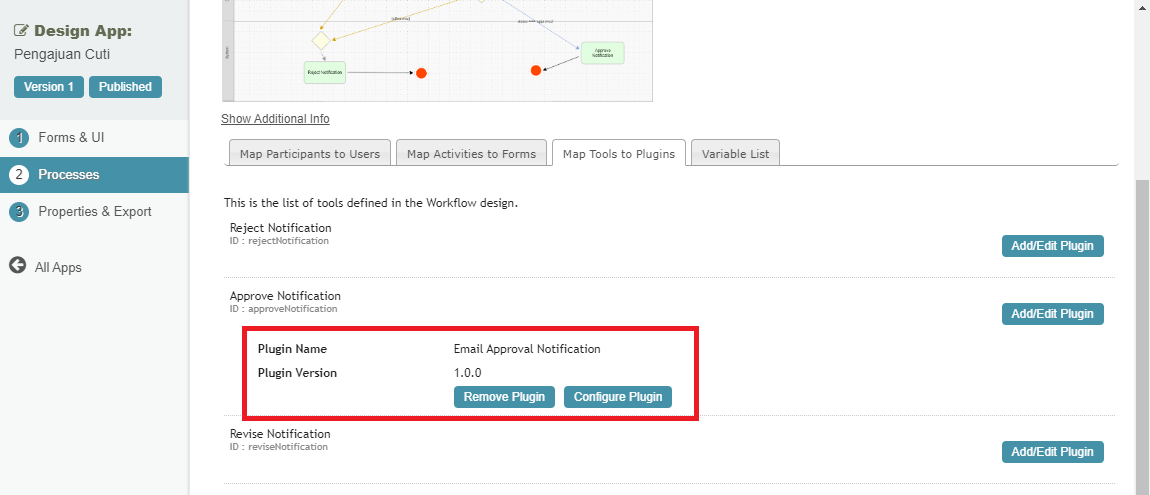 Design App:
Pengajuan Cuti
Version 1 Published
1 Forms & UI
2 Processes
3 Properties & Export
All Apps
Approve
Notification
Reject Notification
Show Additional Info
Map Participants to Users Map Activities to Forms Map Tools to Plugins Variable List
This is the list of tools defined in the Workflow design.
Reject Notification
ID : rejectNotification
Add/Edit Plugin
Approve Notification
ID : approveNotification
Add/Edit Plugin
Plugin Name Email Approval Notification
Plugin Version 1.0.0
Remove Plugin Configure Plugin
Revise Notification
ID : reviseNotification
Add/Edit Plugin